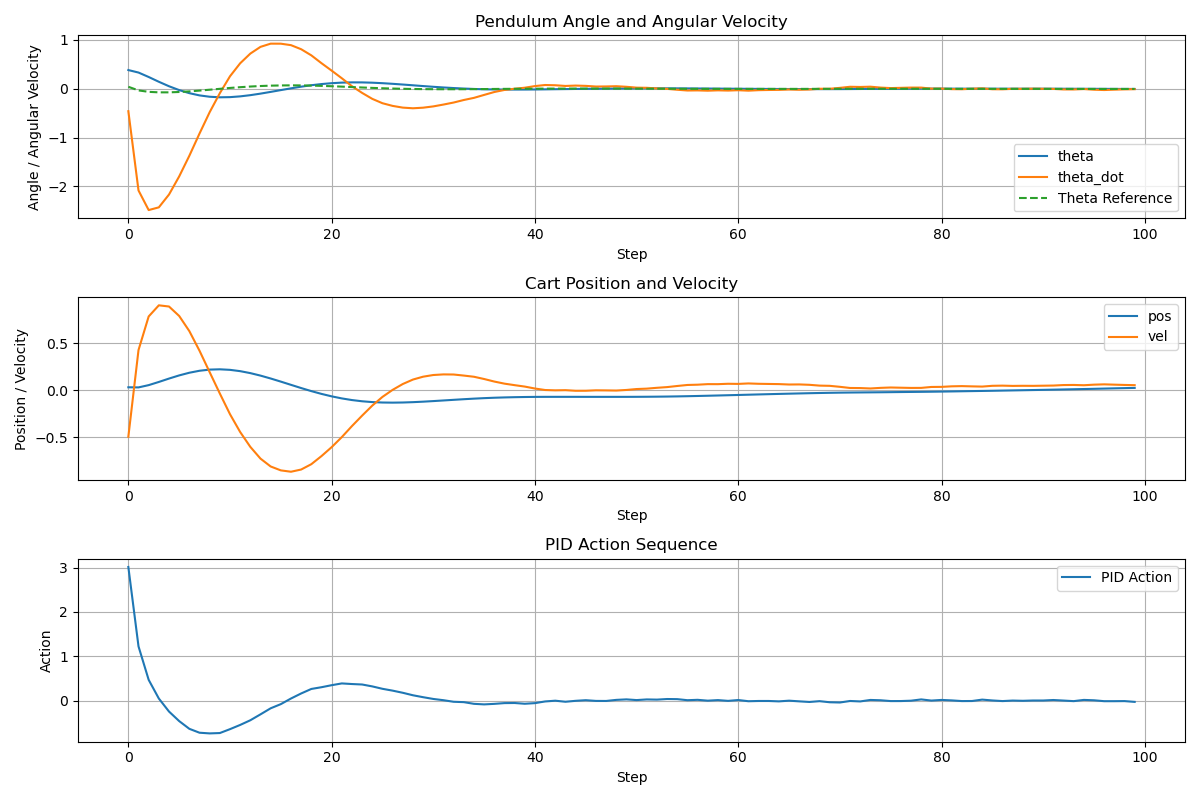 Pendulum Angle and Angular Velocity
Angle / Angular Velocity
1
0
−1
−2
theta
theta_dot
Theta Reference
0 20 40 60 80 100
Step
Cart Position and Velocity
Position / Velocity
0.5
0.0
−0.5
pos
vel
0 20 40 60 80 100
Step
PID Action Sequence
Action
3
2
1
0
PID Action
0 20 40 60 80 100
Step